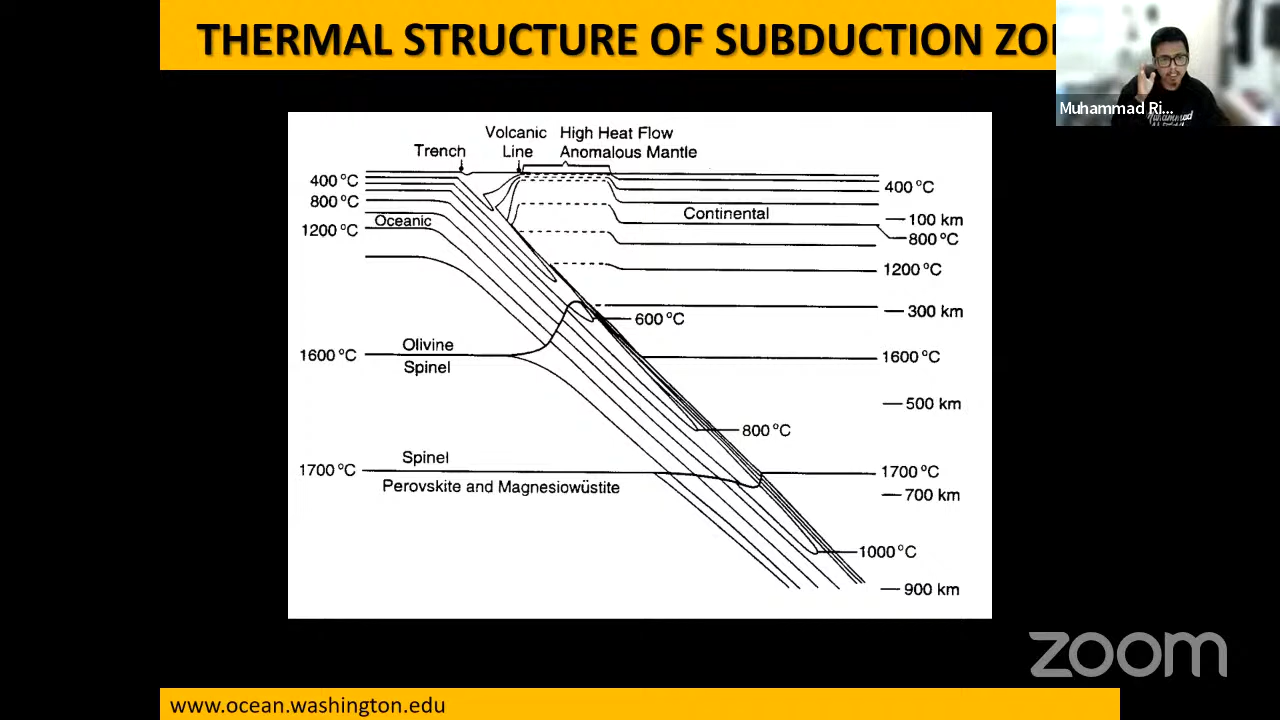 THERMAL STRUCTURE OF SUBDUCTION
Muhammad Ri...
Muhammad
Volcanic
Line
High Heat Flow
Anomalous Mantle
Trench
400 °C
800 °C
1200 °C
Oceanic
Continental
400 °C
100 km
800 °C
1200 °C
300 km
600 °C
1600 °C
Olivine
Spinel
1600 °C
500 km
800 °C
1700 °C
Spinel
Perovskite and Magnesiowüstite
1700 °C
700 km
1000 °C
900 km
zoom
www.ocean.washington.edu